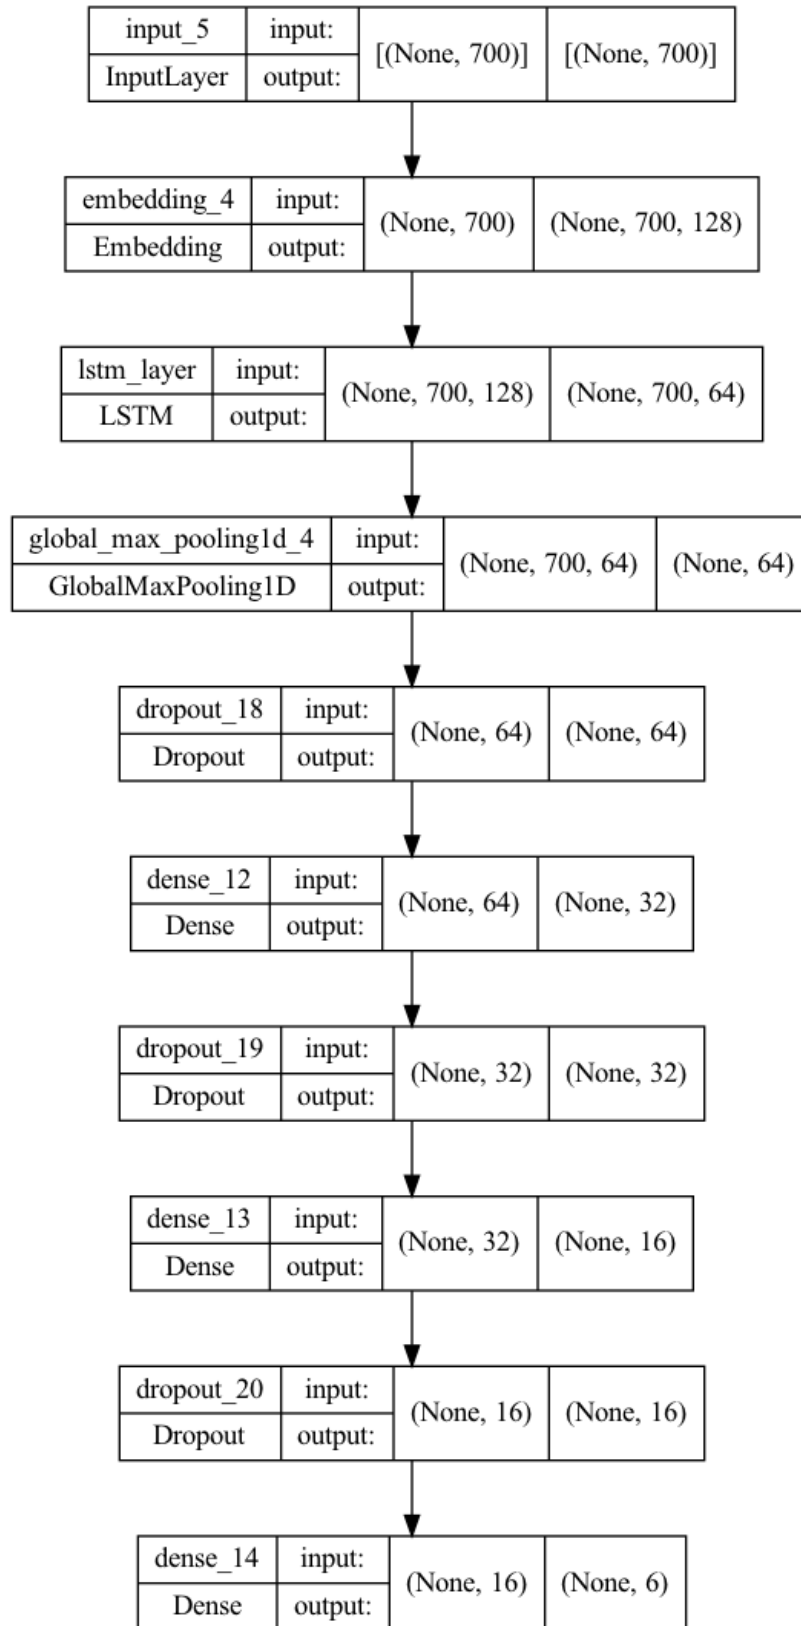 input_5 input: [(None, 700)] [(None, 700)]
InputLayer output:
embedding_4 input: (None, 700) (None, 700, 128)
Embedding output:
lstm_layer input: (None, 700, 128) (None, 700, 64)
LSTM output:
global_max_pooling1d_4 input: (None, 700, 64) (None, 64)
GlobalMaxPooling1D output:
dropout_18 input: (None, 64) (None, 64)
Dropout output:
dense_12 input: (None, 64) (None, 32)
Dense output:
dropout_19 input: (None, 32) (None, 32)
Dropout output:
dense_13 input: (None, 32) (None, 16)
Dense output:
dropout_20 input: (None, 16) (None, 16)
Dropout output:
dense_14 input: (None, 16) (None, 6)
Dense output: